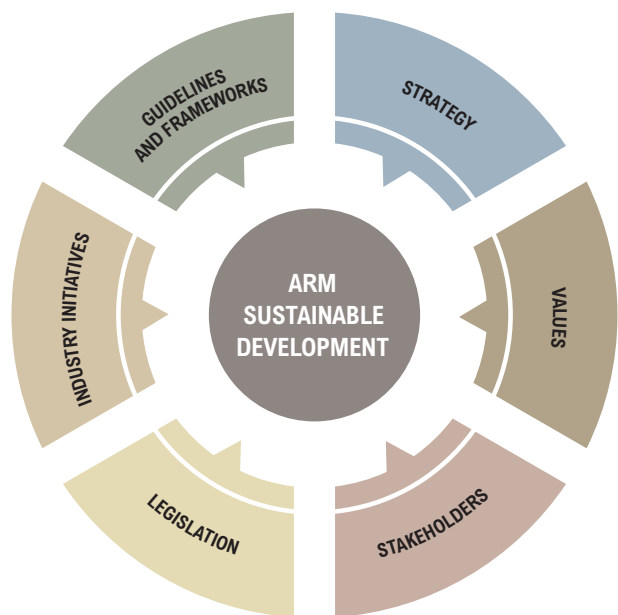 GUIDELINES
AND FRAMEWORKS
STRATEGY
INDUSTRY INITIATIVES
ARM
SUSTAINABLE
DEVELOPMENT
VALUES
LEGISLATION
STAKEHOLDERS